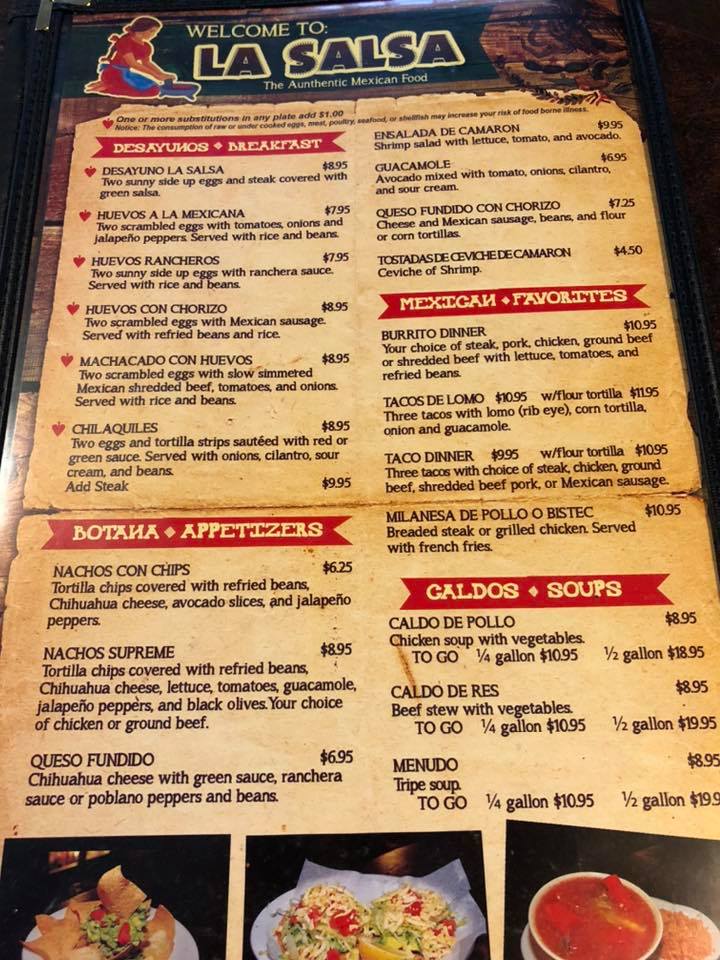 WELCOME TO:
LA SALSA
The Aunthentic Mexican Food
One or more substitutions in any plate add $1.00
Notice: The consumption of raw or under cooked eggs, meat, poultry, seafood, or shellfish may increase your risk of food borne illness.
DESAYUNOS ◆ BREAKFAST
DESAYUNO LA SALSA $8.95
Two sunny side up eggs and steak covered with
green salsa.
HUEVOS A LA MEXICANA $7.95
Two scrambled eggs with tomatoes, onions and
jalapeño peppers. Served with rice and beans.
HUEVOS RANCHEROS $7.95
Two sunny side up eggs with ranchera sauce.
Served with rice and beans.
HUEVOS CON CHORIZO $8.95
Two scrambled eggs with Mexican sausage.
Served with refried beans and rice.
MACHACADO CON HUEVOS $8.95
Two scrambled eggs with slow simmetred
Mexican shredded beef, tomatoes, and onions.
Served with rice and beans.
CHILAQUILES $8.95
Two eggs and tortilla strips sautéed with red or
green sauce. Served with onions, cilantro, sour
cream, and beans.
Add Steak $9.95
BOTANA ◆ APPETIZERS
NACHOS CON CHIPS $6.25
Tortilla chips covered with refried beans,
Chihuahua cheese, avocado slices, and jalapeño
peppers.
NACHOS SUPREME $8.95
Tortilla chips covered with refried beans,
Chihuahua cheese, lettuce, tomatoes, guacamole,
jalapeño peppers, and black olives.Your choice
of chicken or ground beef.
QUESO FUNDIDO $6.95
Chihuahua cheese with green sauce, ranchera
sauce or poblano peppers and beans.
ENSALADA DE CAMARON $9.95
Shrimp salad with lettuce, tomato, and avocado.
GUACAMOLE $6.95
Avocado mixed with tomato, onions, cilantro,
and sour cream.
QUESO FUNDIDO CON CHORIZO $7.25
Cheese and Mexican sausage, beans, and flour
or corn tortillas.
TOSTADAS DE CEVICHE DE CAMARON $4.50
Ceviche of Shrimp.
MEXICAN ◆ FAVORITES
BURRITO DINNER $10.95
Your choice of steak, pork, chicken, ground beef
or shredded beef with lettuce, tomatoes, and
refried beans.
TACOS DE LOMO $10.95 w/flour tortilla $11.95
Three tacos with lomo (rib eye), corn tortilla,
onion and guacamole.
TACO DINNER $9.95 w/flour tortilla $10.95
Three tacos with choice of steak, chicken, ground
beef, shredded beef pork, or Mexican sausage.
MILANESA DE POLLO O BISTEC $10.95
Breaded steak or grilled chicken. Served
with french fries.
CALDOS ◆ SOUPS
CALDO DE POLLO $8.95
Chicken soup with vegetables.
TO GO ¼ gallon $10.95 ½ gallon $18.95
CALDO DE RES $8.95
Beef stew with vegetables.
TO GO ¼ gallon $10.95 ½ gallon $19.95
MENUDO $8.95
Tripe soup.
TO GO ¼ gallon $10.95 ½ gallon $19.9